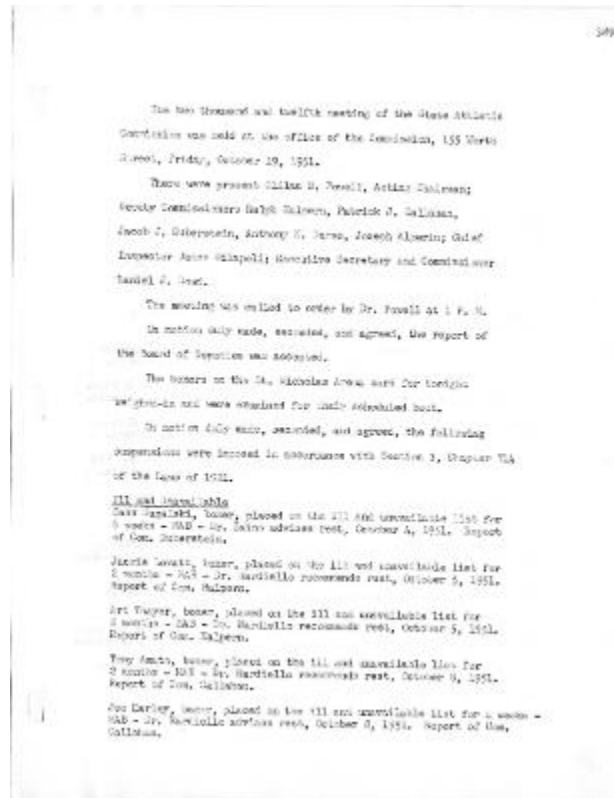 The two thousand and twelfth meeting of the State Athletic
Commission was held at the office of the Commission, 155 Worth
Street, Friday, October 19, 1951.
There were present B. Powell, Acting Chairman;
Deputy Commissioners Ralph Halpern, Patrick J. Callahan,
Jacob J. Anthony Joseph Chief
Inspector Executive Secretary and Commissioner
Daniel J.
The meeting was called to order by Dr. Powell at 1 P. M.
On motion duly made, seconded, and agreed, the report of
the Board of was accepted.
The boxers on the St. Nicholas Arena card for tonight
weighed-in and were examined for their scheduled bout.
On motion duly made, seconded, and agreed, the following
suspensions were imposed in accordance with Section 3, Chapter 714
of the Laws of 1921.
Ill and Unavailable
boxer, placed on the ill and unavailable list for
weeks - MAB - Dr. advises rest, October 4, 1951. Report
of Com.
boxer, placed on the ill and unavailable list for
2 months - MAB - Dr. Nardiello recommends rest, October 5, 1951.
Report of Com. Halpern.
Art boxer, placed on the ill and unavailable list for
2 months - MAB - Dr. Nardiello recommends rest, October 5, 1951.
Report of Com. Halpern.
Tony boxer, placed on the ill and unavailable list for
2 months - MAB - Dr. Nardiello recommends rest, October 8, 1951.
Report of Com. Callahan.
Joe boxer, placed on the ill and unavailable list for weeks -
MAB - Dr. Nardiello advises rest, October 8, 1951. Report of Com.
Callahan.